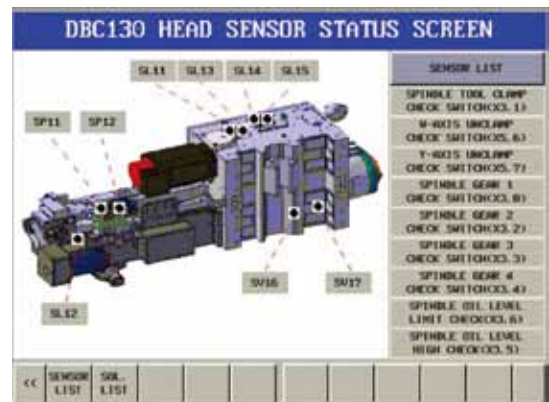 DBC130 HEAD SENSOR STATUS SCREEN
SL11 SL13 SL14 SL15
SP11 SP12
SV16 SV17
SL12
SENSOR LIST
SPINDLE TOOL CLAMP
CHECK SWITCH(X3.1)
W-AXIS UNCLAMP
CHECK SWITCH(X5.6)
Y-AXIS UNCLAMP
CHECK SWITCH(X5.7)
SPINDLE GEAR 1
CHECK SWITCH
SPINDLE GEAR 2
CHECK SWITCH(X3.2)
SPINDLE GEAR 3
CHECK SWITCH(X3.3)
SPINDLE GEAR 4
CHECK SWITCH(X3.4)
SPINDLE OIL LEVEL
LIMIT CHECK(X3.6)
SPINDLE OIL LEVEL
HIGH CHECK(X3.5)
<< SENSOR LIST SOL. LIST